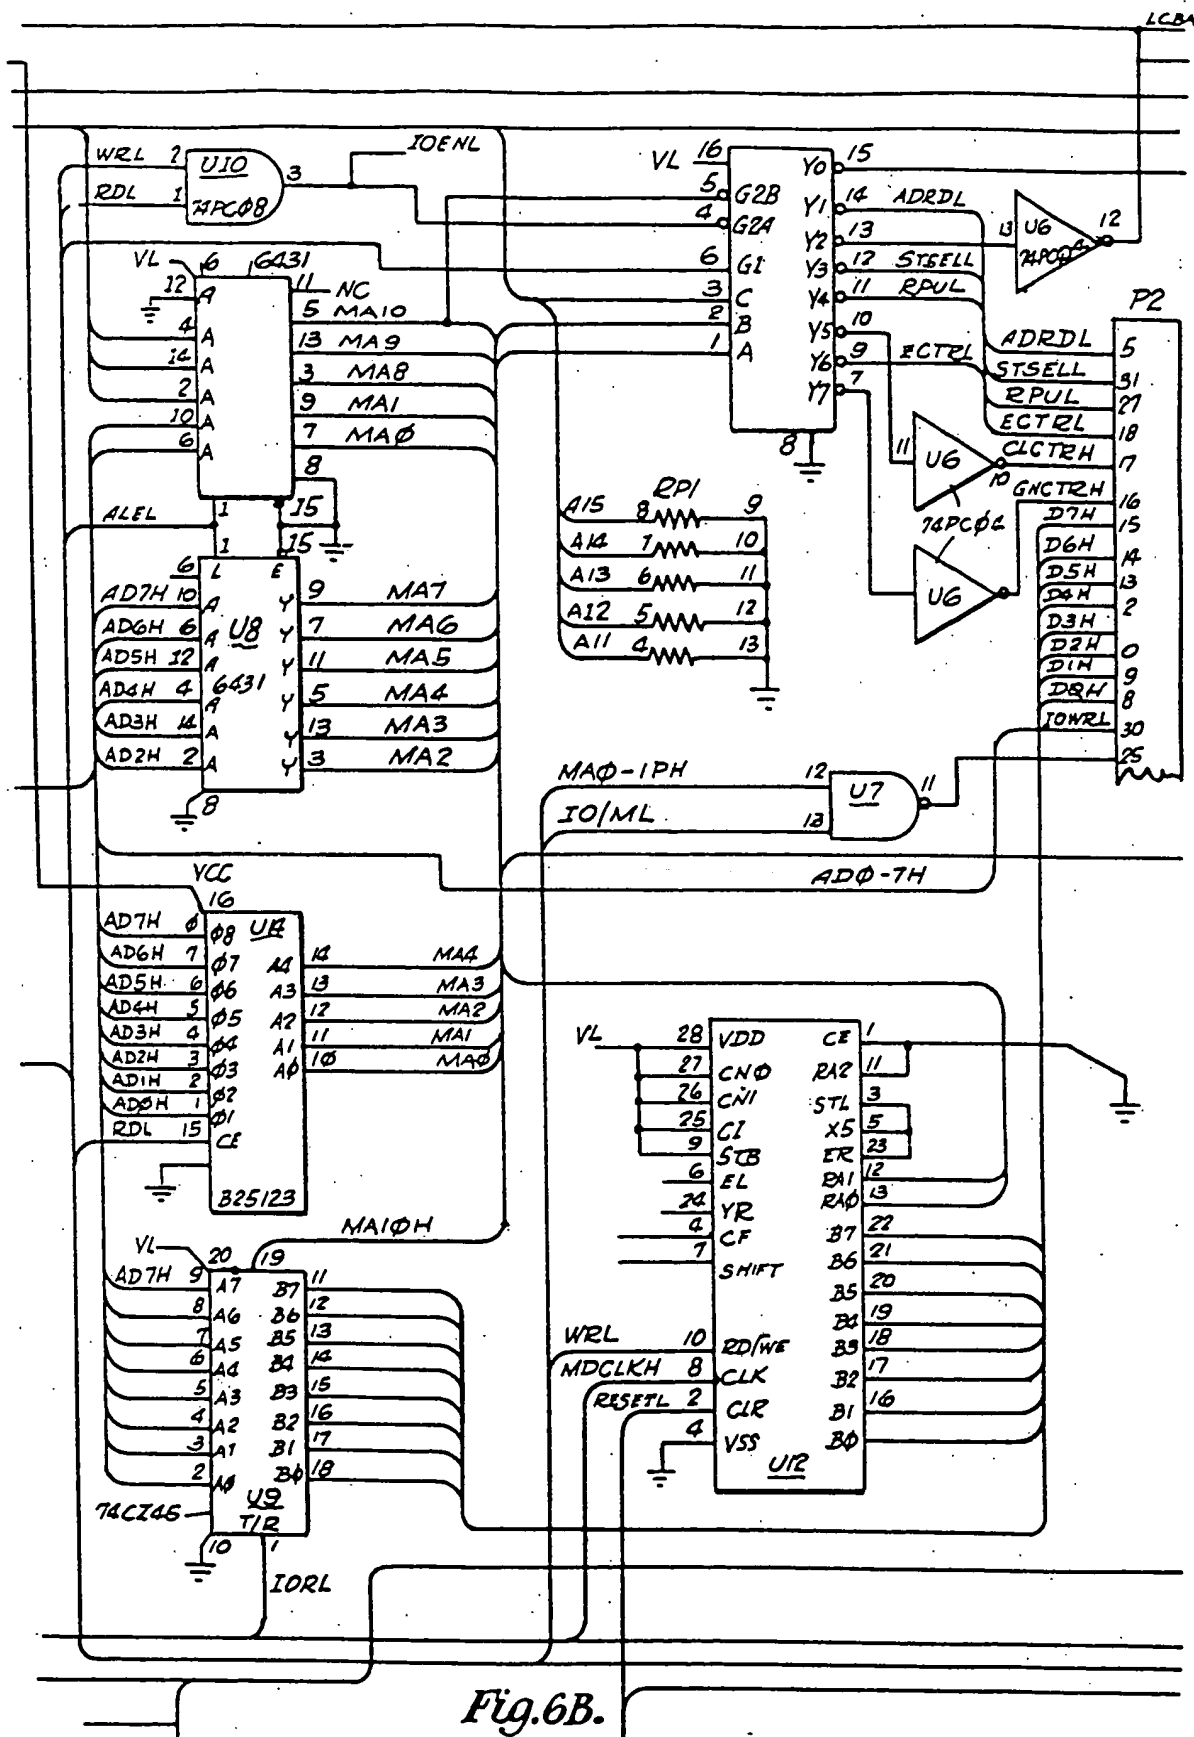 LCBA
WRL 2 U10 3 IOENL
RDL 1 74PCØ8
VL 16 Y0 15
5 G2B Y1 14 ADRDL
4 G2A Y2 13 13 U6 12
74PCØ4
6 G1 Y3 12 STSELL
3 C Y4 11 RPUL
2 B Y5 10
1 A Y6 9 ECTRL
Y7 7
8
VL 6 6431
12 A 11 NC
5 MA10
4 A 13 MA9
14 A 3 MA8
2 A 9 MA1
10 A 7 MAØ
6 A 8
ALEL 1 15
P2
ADRDL 5
STSELL 31
RPUL 27
ECTRL 18
11 U6 10 CLCTRH 17
74PCØ4
GNCTRH 16
U6
D7H 15
D6H 14
D5H 13
D4H 2
D3H
D2H 0
D1H 9
DØH 8
IOWRL 30
25
RP1
A15 8 9
A14 7 10
A13 6 11
A12 5 12
A11 4 13
1 15
6 L E
AD7H 10 A Y 9 MA7
AD6H 6 A U8 Y 7 MA6
AD5H 12 A Y 11 MA5
AD4H 4 A 6431 Y 5 MA4
AD3H 14 A Y 13 MA3
AD2H 2 A Y 3 MA2
8
MAØ-1PH 12 U7 11
IO/ML 13
ADØ-7H
VCC
16
U14
AD7H Ø Ø8
AD6H 7 Ø7 A4 14 MA4
AD5H 6 Ø6 A3 13 MA3
AD4H 5 Ø5 A2 12 MA2
AD3H 4 Ø4 A1 11 MA1
AD2H 3 Ø3 AØ 1Ø MAØ
AD1H 2 Ø2
ADØH 1 Ø1
RDL 15 CE
B25123
VL 28 VDD CE 1
27 CNØ RA2 11
26 CN1 STL 3
25 CI X5 5
9 STB ER 23
6 EL RA1 12
24 YR RAØ 13
4 CF B7 22
7 SHIFT B6 21
B5 20
B4 19
WRL 10 RD/WE B3 18
MDCLKH 8 CLK B2 17
RESETL 2 CLR B1 16
4 VSS BØ
U12
MA1ØH
VL 20 19
AD7H 9 A7 B7 11
8 A6 B6 12
7 A5 B5 13
6 A4 B4 14
5 A3 B3 15
4 A2 B2 16
3 A1 B1 17
2 AØ BØ 18
U9
74C145 T/R
10 1
IORL
Fig.6B.